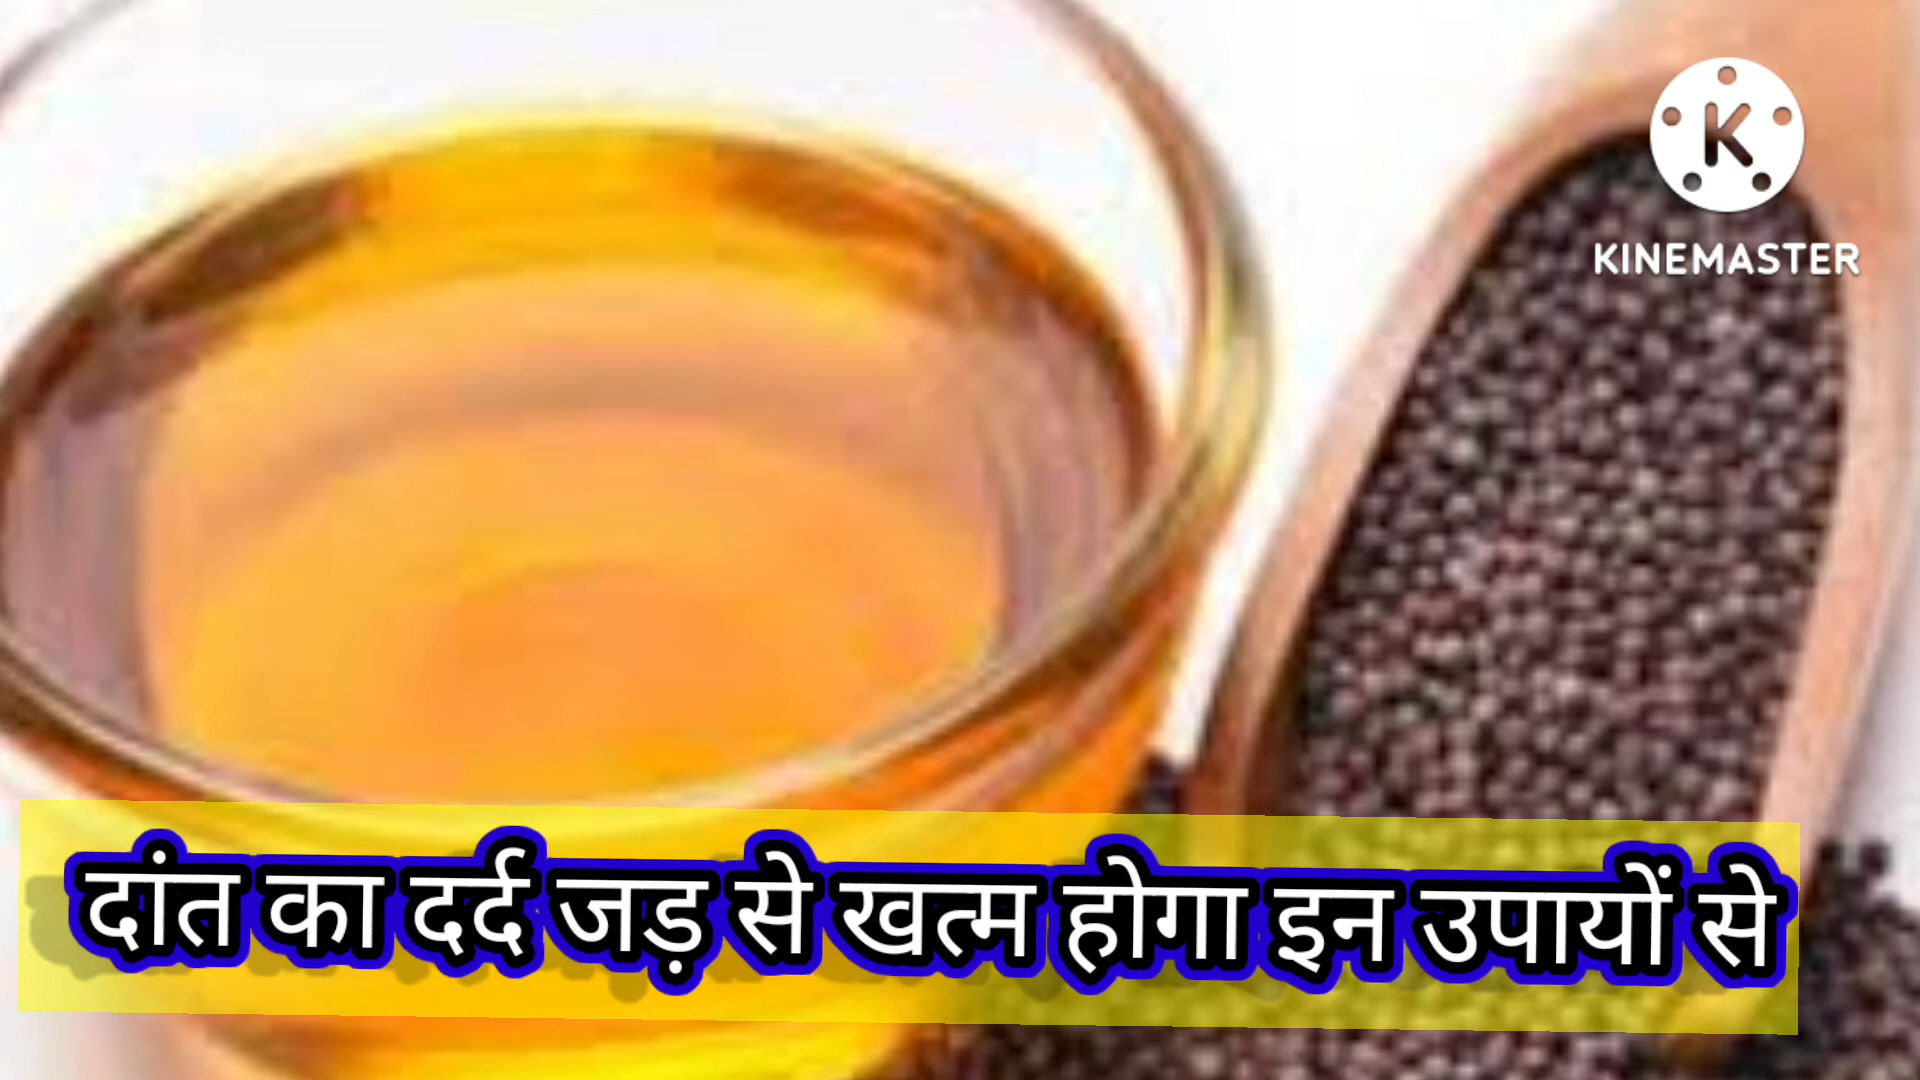 KINEMASTER
दांत का दर्द जड़ से खत्म होगा इन उपायों से